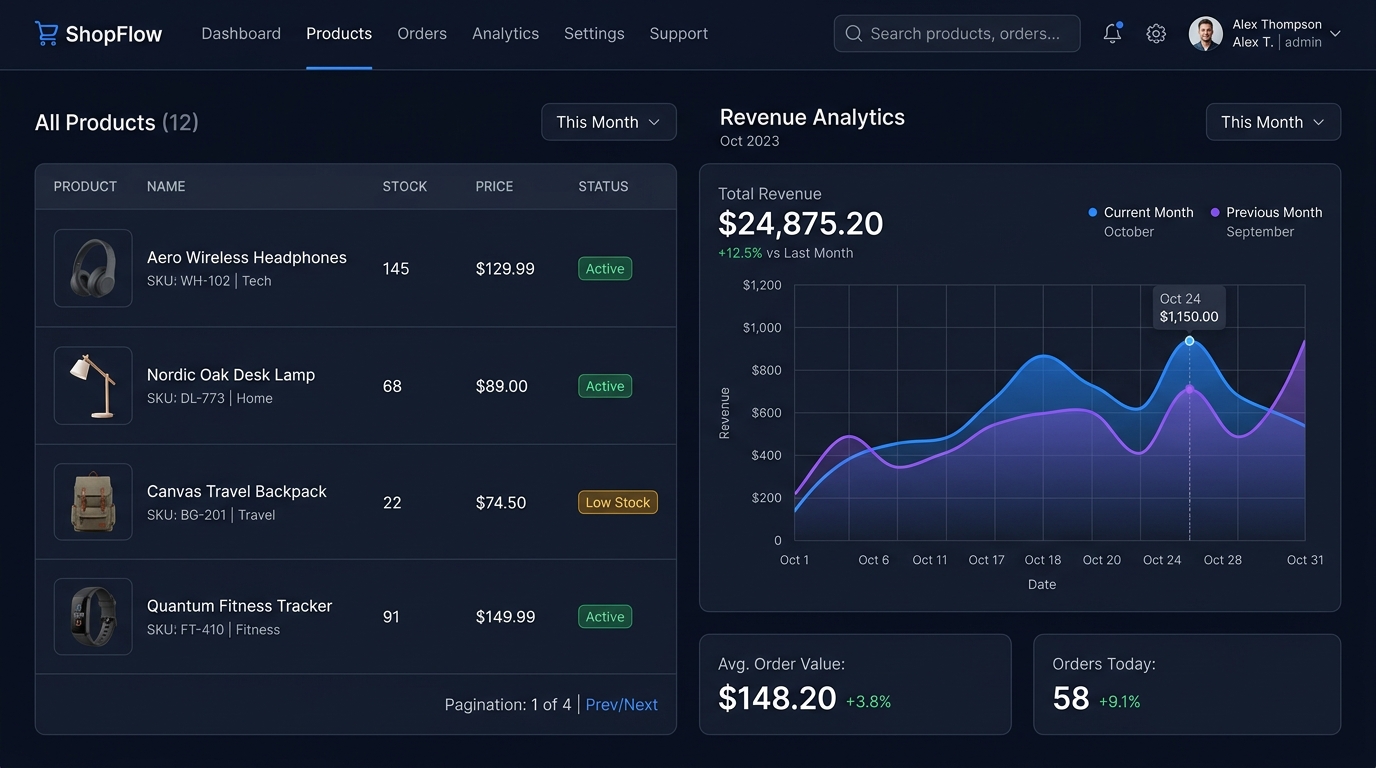 ShopFlow
Dashboard
Products
Orders
Analytics
Settings
Support
Search products, orders...
Alex Thompson
Alex T. | admin
All Products (12)
This Month
PRODUCT NAME STOCK PRICE STATUS
Aero Wireless Headphones
SKU: WH-102 | Tech
145
$129.99
Active
Nordic Oak Desk Lamp
SKU: DL-773 | Home
68
$89.00
Active
Canvas Travel Backpack
SKU: BG-201 | Travel
22
$74.50
Low Stock
Quantum Fitness Tracker
SKU: FT-410 | Fitness
91
$149.99
Active
Pagination: 1 of 4 | Prev/Next
Revenue Analytics
Oct 2023
This Month
Total Revenue
$24,875.20
+12.5% vs Last Month
Current Month
October
Previous Month
September
$1,200
$1,000
$800
$600
$400
$200
0
Revenue
Oct 24
$1,150.00
Oct 1 Oct 6 Oct 11 Oct 17 Oct 18 Oct 20 Oct 24 Oct 28 Oct 31
Date
Avg. Order Value:
$148.20 +3.8%
Orders Today:
58 +9.1%